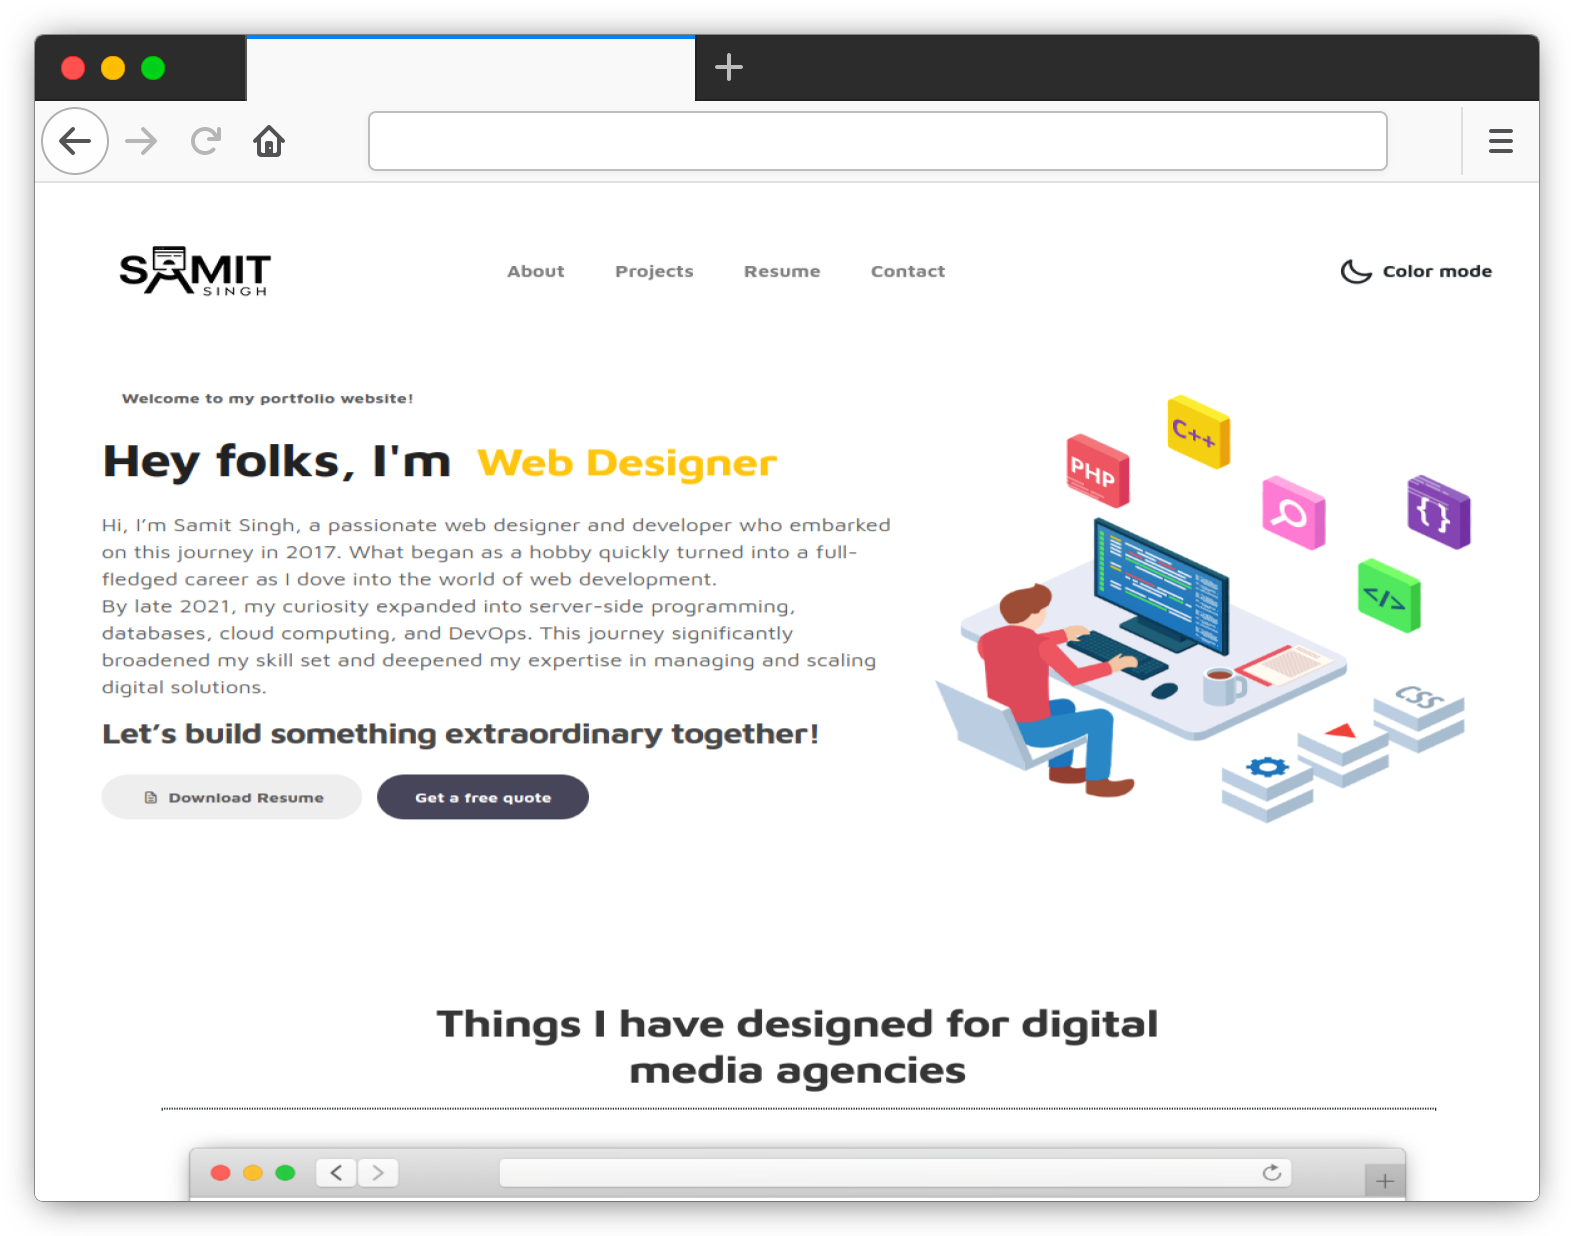 SAMIT
SINGH
About
Projects
Resume
Contact
Color mode
Welcome to my portfolio website!
Hey folks, I'm Web Designer
Hi, I’m Samit Singh, a passionate web designer and developer who embarked
on this journey in 2017. What began as a hobby quickly turned into a full-
fledged career as I dove into the world of web development.
By late 2021, my curiosity expanded into server-side programming,
databases, cloud computing, and DevOps. This journey significantly
broadened my skill set and deepened my expertise in managing and scaling
digital solutions.
Let’s build something extraordinary together!
Download Resume
Get a free quote
C++
PHP
{}
</>
CSS
Things I have designed for digital
media agencies